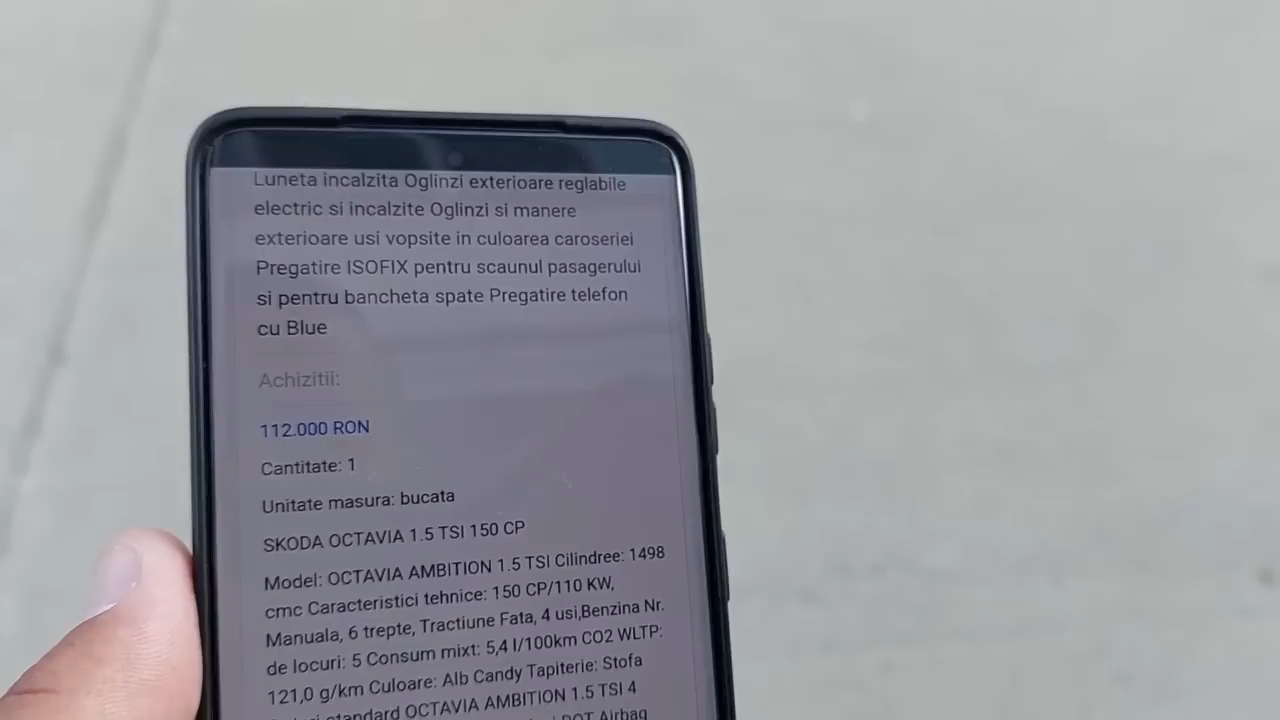 Luneta incalzita Oglinzi exterioare reglabile
electric si incalzite Oglinzi si manere
exterioare usi vopsite in culoarea caroseriei
Pregatire ISOFIX pentru scaunul pasagerului
si pentru bancheta spate Pregatire telefon
cu Blue
Achizitii:
112.000 RON
Cantitate: 1
Unitate masura: bucata
SKODA OCTAVIA 1.5 TSI 150 CP
Model: OCTAVIA AMBITION 1.5 TSI Cilindree: 1498
cmc Caracteristici tehnice: 150 CP/110 KW,
Manuala, 6 trepte, Tractiune Fata, 4 usi,Benzina Nr.
de locuri: 5 Consum mixt: 5,4 l/100km CO2 WLTP:
121,0 g/km Culoare: Alb Candy Tapiterie: Stofa
standard OCTAVIA AMBITION 1.5 TSI 4
Airbag